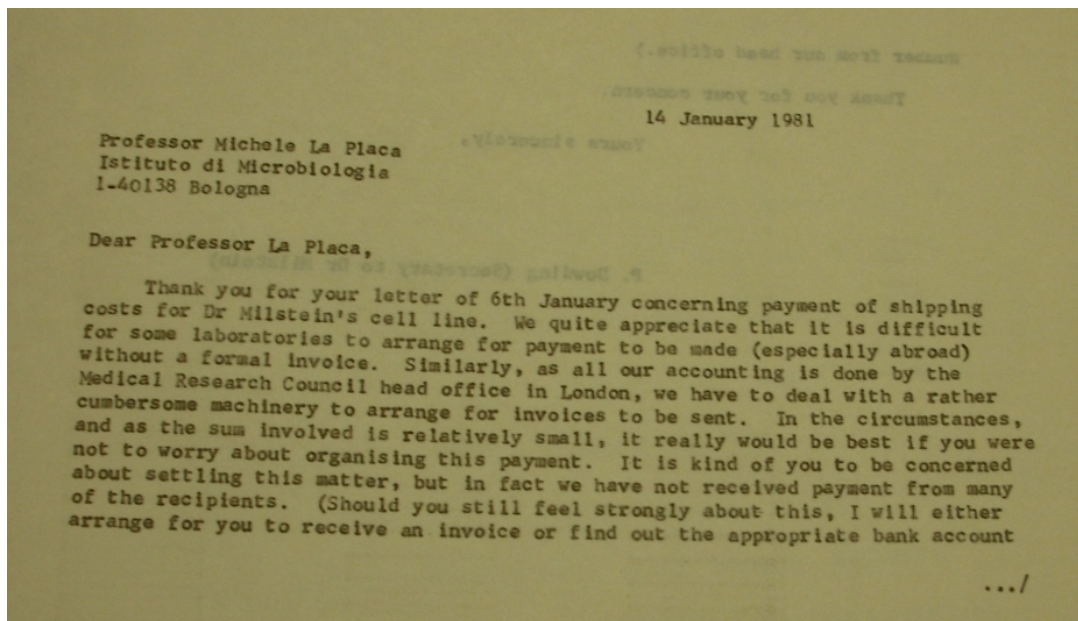 14 January 1981
Professor Michele La Placa
Istituto di Microbiologia
1-40138 Bologna
Dear Professor La Placa,
Thank you for your letter of 6th January concerning payment of shipping
costs for Dr Milstein's cell line. We quite appreciate that it is difficult
for some laboratories to arrange for payment to be made (especially abroad)
without a formal invoice. Similarly, as all our accounting is done by the
Medical Research Council head office in London, we have to deal with a rather
cumbersome machinery to arrange for invoices to be sent. In the circumstances,
and as the sum involved is relatively small, it really would be best if you were
not to worry about organising this payment. It is kind of you to be concerned
about settling this matter, but in fact we have not received payment from many
of the recipients. (Should you still feel strongly about this, I will either
arrange for you to receive an invoice or find out the appropriate bank account
.../